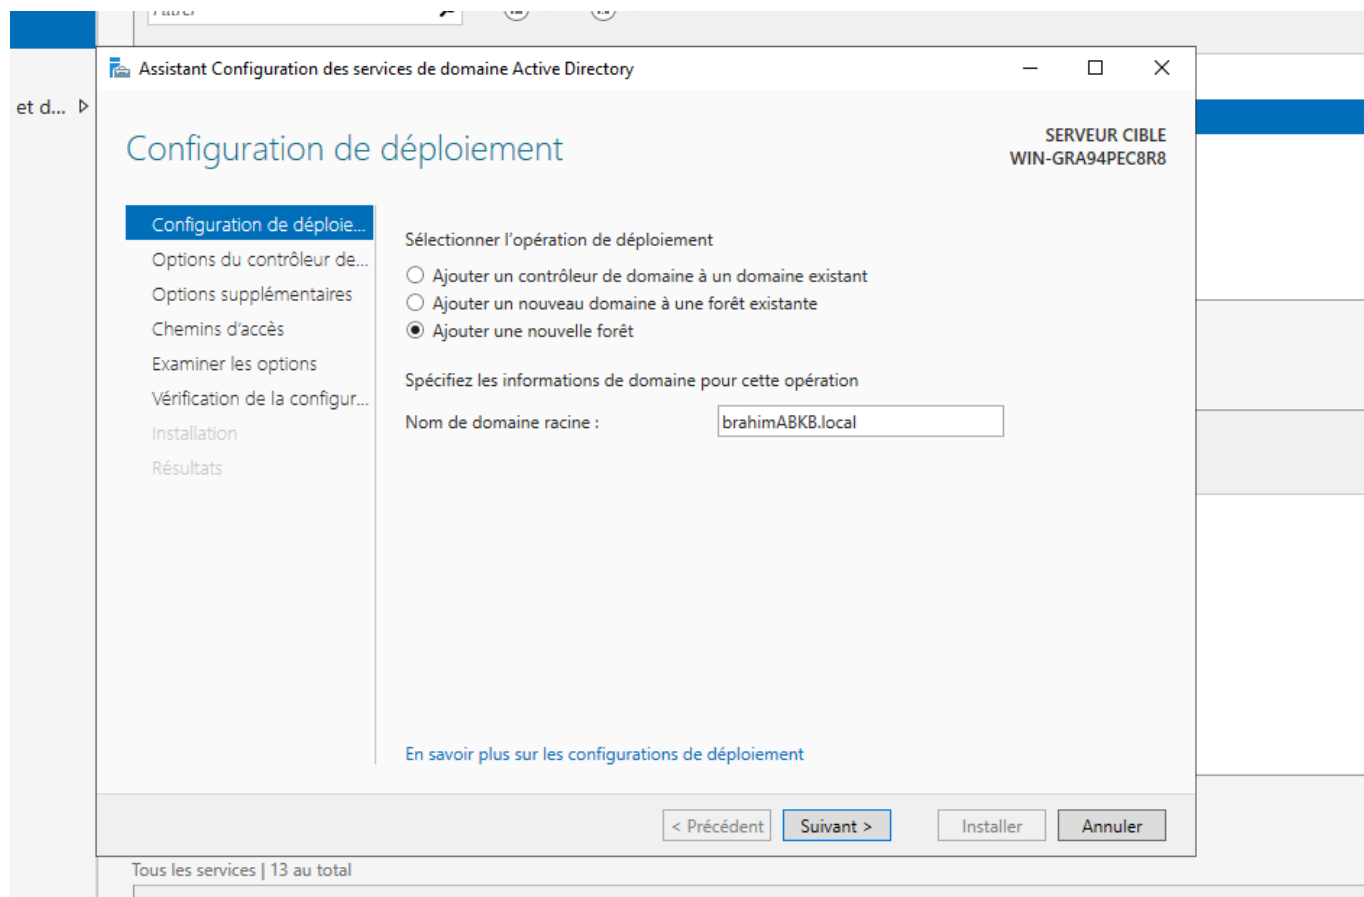 Assistant Configuration des services de domaine Active Directory
et d...
Configuration de déploiement
SERVEUR CIBLE
WIN-GRA94PEC8R8
Configuration de déploie...
Options du contrôleur de...
Options supplémentaires
Chemins d'accès
Examiner les options
Vérification de la configur...
Installation
Résultats
Sélectionner l'opération de déploiement
Ajouter un contrôleur de domaine à un domaine existant
Ajouter un nouveau domaine à une forêt existante
Ajouter une nouvelle forêt
Spécifiez les informations de domaine pour cette opération
Nom de domaine racine :
brahimABKB.local
En savoir plus sur les configurations de déploiement
< Précédent
Suivant >
Installer
Annuler
Tous les services | 13 au total